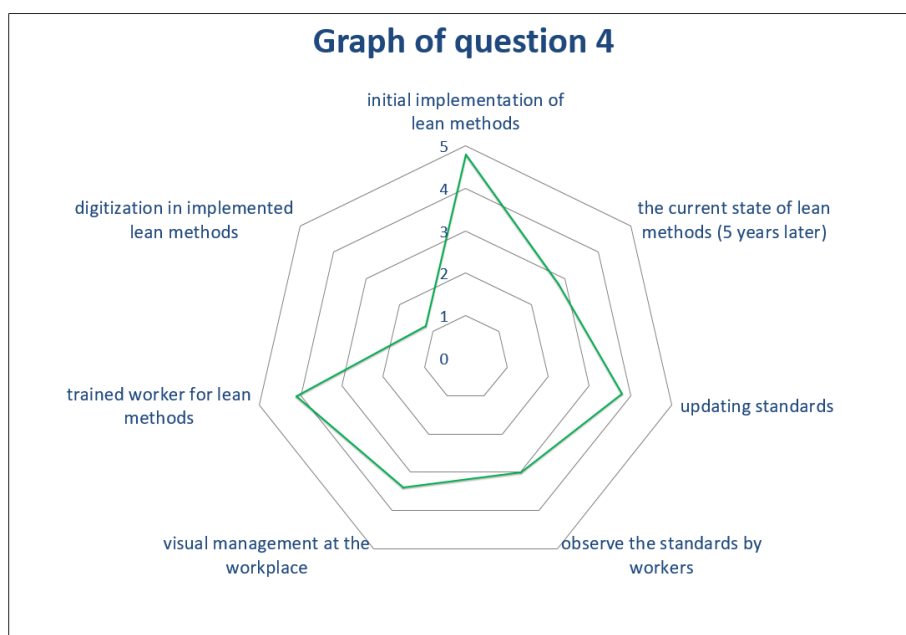 Graph of question 4
initial implementation of
lean methods
5
4
3
2
1
0
the current state of lean
methods (5 years later)
updating standards
observe the standards by
workers
visual management at the
workplace
trained worker for lean
methods
digitization in implemented
lean methods